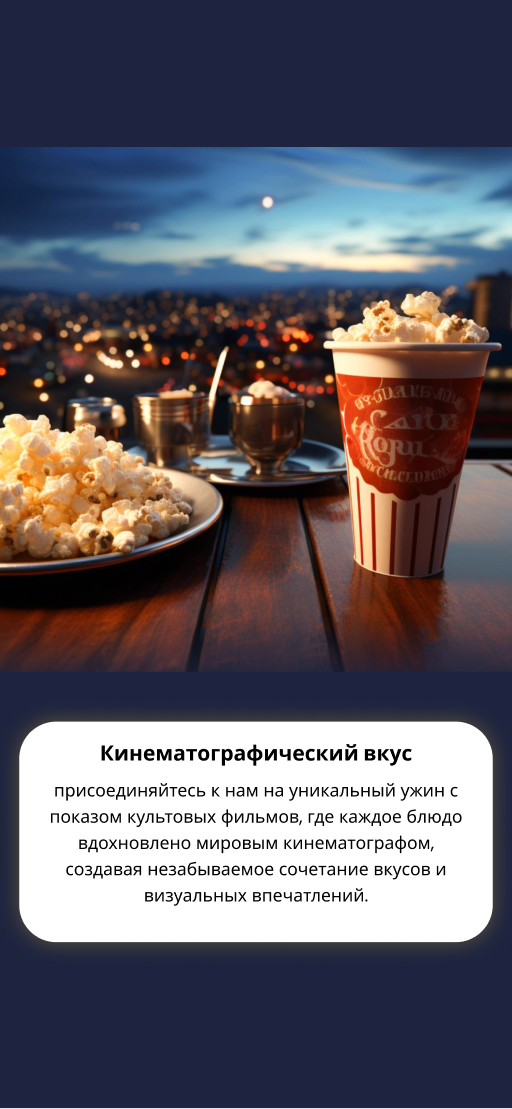 Кинематографический вкус
присоединяйтесь к нам на уникальный ужин с
показом культовых фильмов, где каждое блюдо
вдохновлено мировым кинематографом,
создавая незабываемое сочетание вкусов и
визуальных впечатлений.